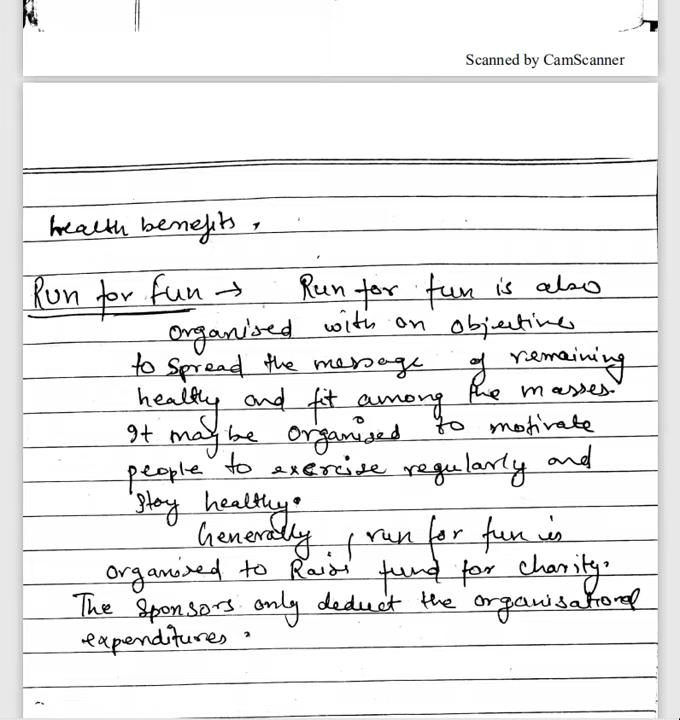 Scanned by CamScanner
health benefits,
Run for fun → Run for fun is also
organised with an objectives
to spread the message of remaining
healthy and fit among the masses.
It may be organised to motivate
people to exercise regularly and
stay healthy.
Generally, run for fun is
organised to Raise fund for charity.
The Sponsors only deduct the organisational
expenditures.